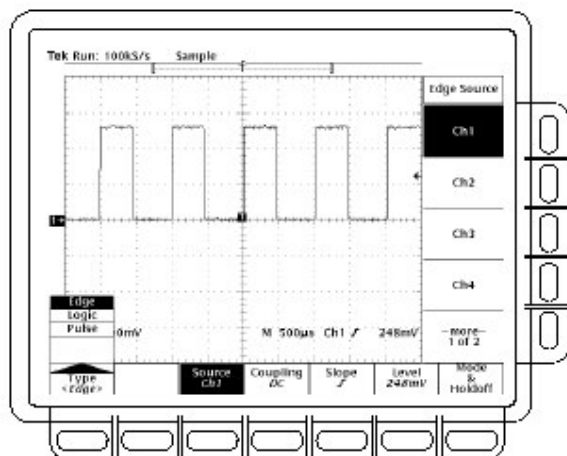 Tek Run: 100kS/s Sample
Edge Source
Ch1
Ch2
Ch3
Ch4
–more–
1 of 2
1
Edge
Logic
Pulse
0mV M 500µs Ch1 248mV
Type
<Edge>
Source
Ch1
Coupling
DC
Slope
Level
248mV
Mode
&
Holdoff